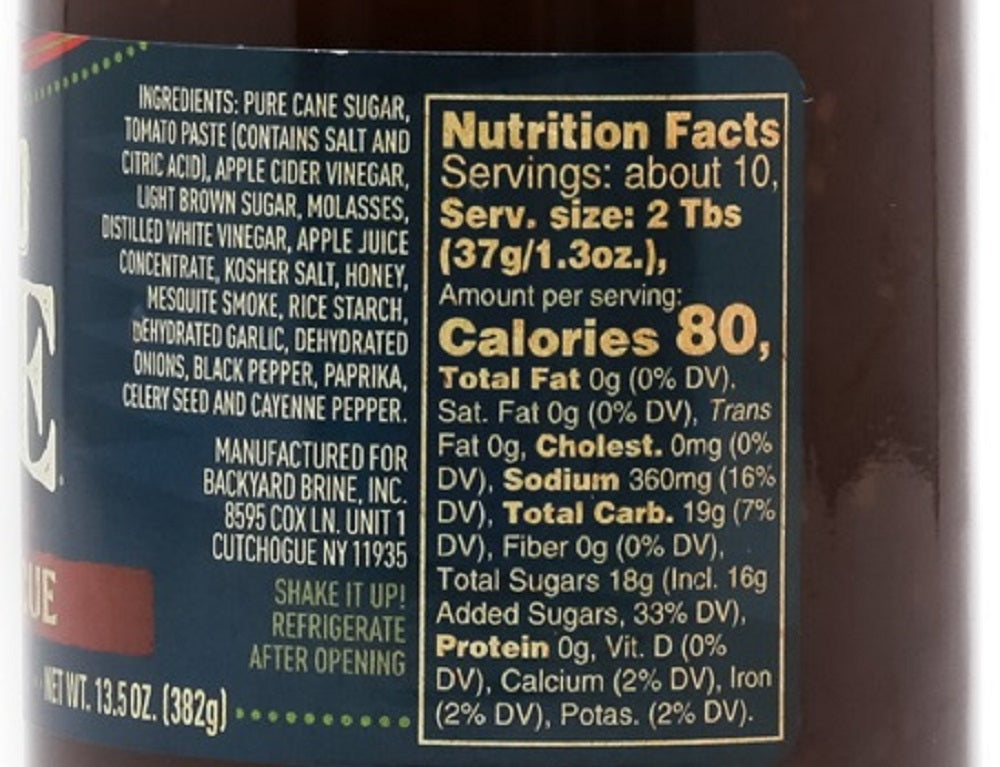 INGREDIENTS: PURE CANE SUGAR,
TOMATO PASTE (CONTAINS SALT AND
CITRIC ACID), APPLE CIDER VINEGAR,
LIGHT BROWN SUGAR, MOLASSES,
DISTILLED WHITE VINEGAR, APPLE JUICE
CONCENTRATE, KOSHER SALT, HONEY,
MESQUITE SMOKE, RICE STARCH,
DEHYDRATED GARLIC, DEHYDRATED
ONIONS, BLACK PEPPER, PAPRIKA,
CELERY SEED AND CAYENNE PEPPER.
MANUFACTURED FOR
BACKYARD BRINE, INC.
8595 COX LN. UNIT 1
CUTCHOGUE NY 11935
SHAKE IT UP!
REFRIGERATE
AFTER OPENING
NET WT. 13.5 OZ. (382g)
E
UE
Nutrition Facts
Servings: about 10,
Serv. size: 2 Tbs
(37g/1.3oz.),
Amount per serving:
Calories 80,
Total Fat 0g (0% DV).
Sat. Fat 0g (0% DV), Trans
Fat 0g, Cholest. 0mg (0%
DV), Sodium 360mg (16%
DV), Total Carb. 19g (7%
DV), Fiber 0g (0% DV),
Total Sugars 18g (Incl. 16g
Added Sugars, 33% DV),
Protein 0g, Vit. D (0%
DV), Calcium (2% DV), Iron
(2% DV), Potas. (2% DV).